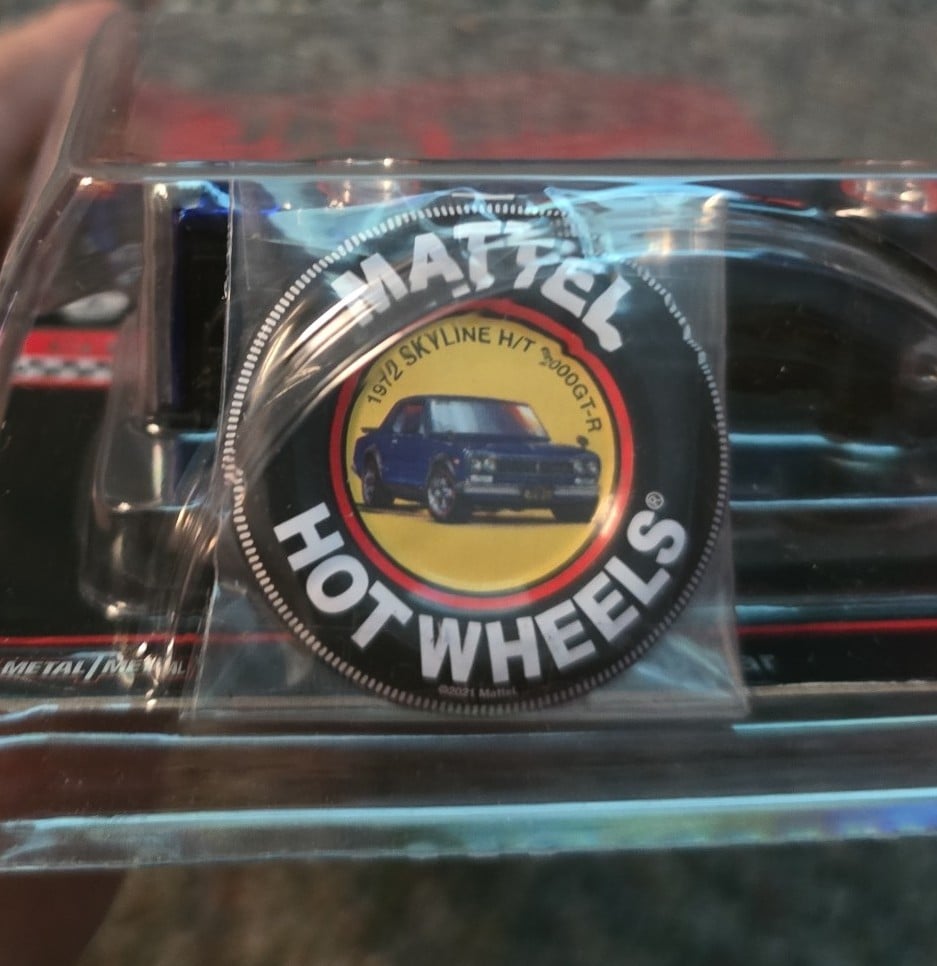 MATTEL
1972 SKYLINE H/T 2000GT-R
HOT WHEELS®
©2021 Mattel
METAL/METAL